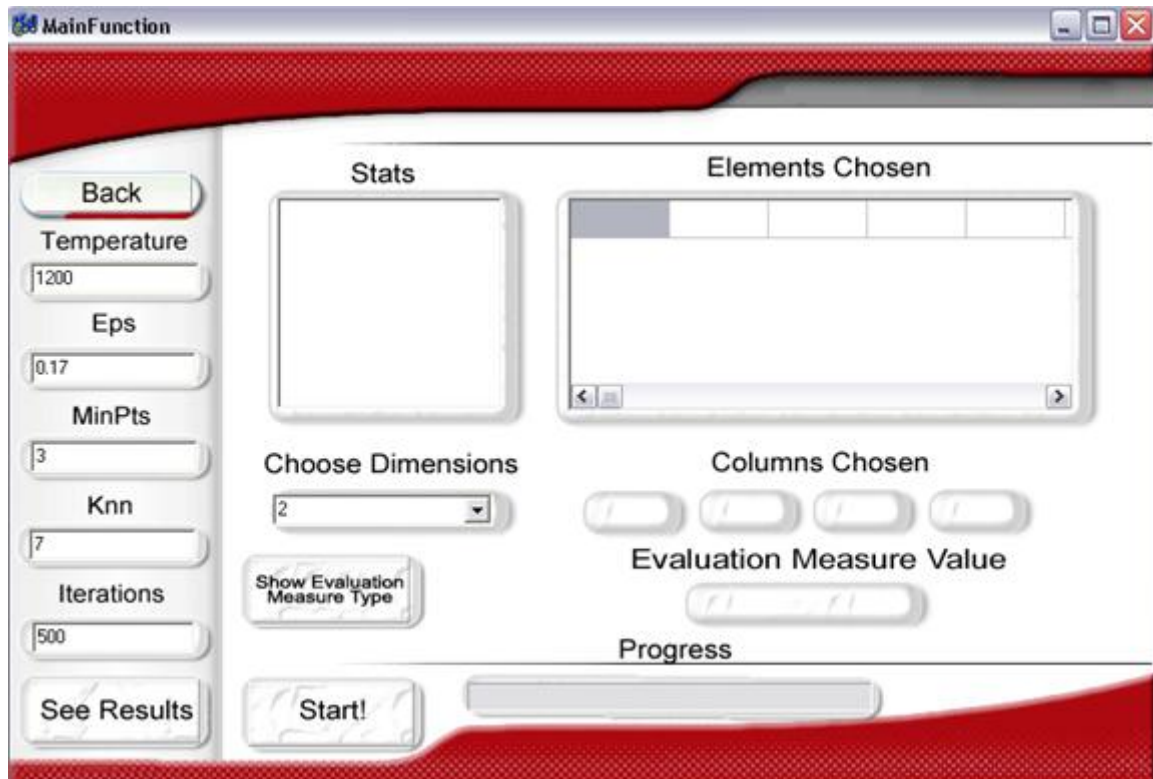 MainFunction
Back
Temperature
1200
Eps
0.17
MinPts
3
Knn
7
Iterations
500
See Results
Stats
Elements Chosen
Choose Dimensions
2
Columns Chosen
Show Evaluation
Measure Type
Evaluation Measure Value
Progress
Start!